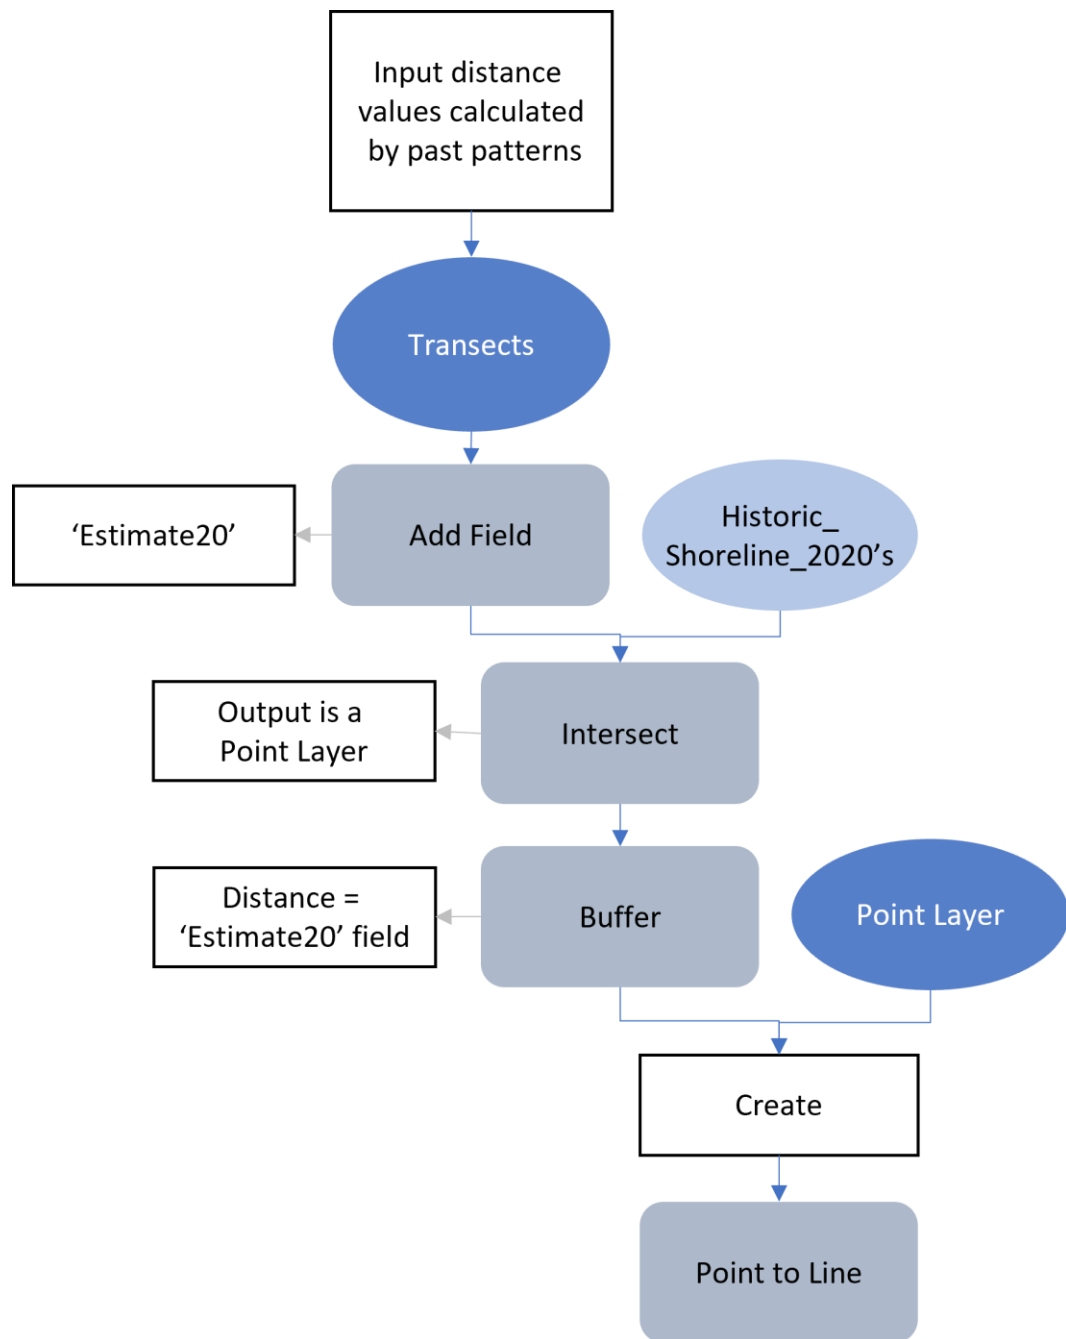 Input distance
values calculated
by past patterns
Transects
‘Estimate20’
Add Field
Historic_
Shoreline_2020’s
Output is a
Point Layer
Intersect
Distance =
‘Estimate20’ field
Buffer
Point Layer
Create
Point to Line